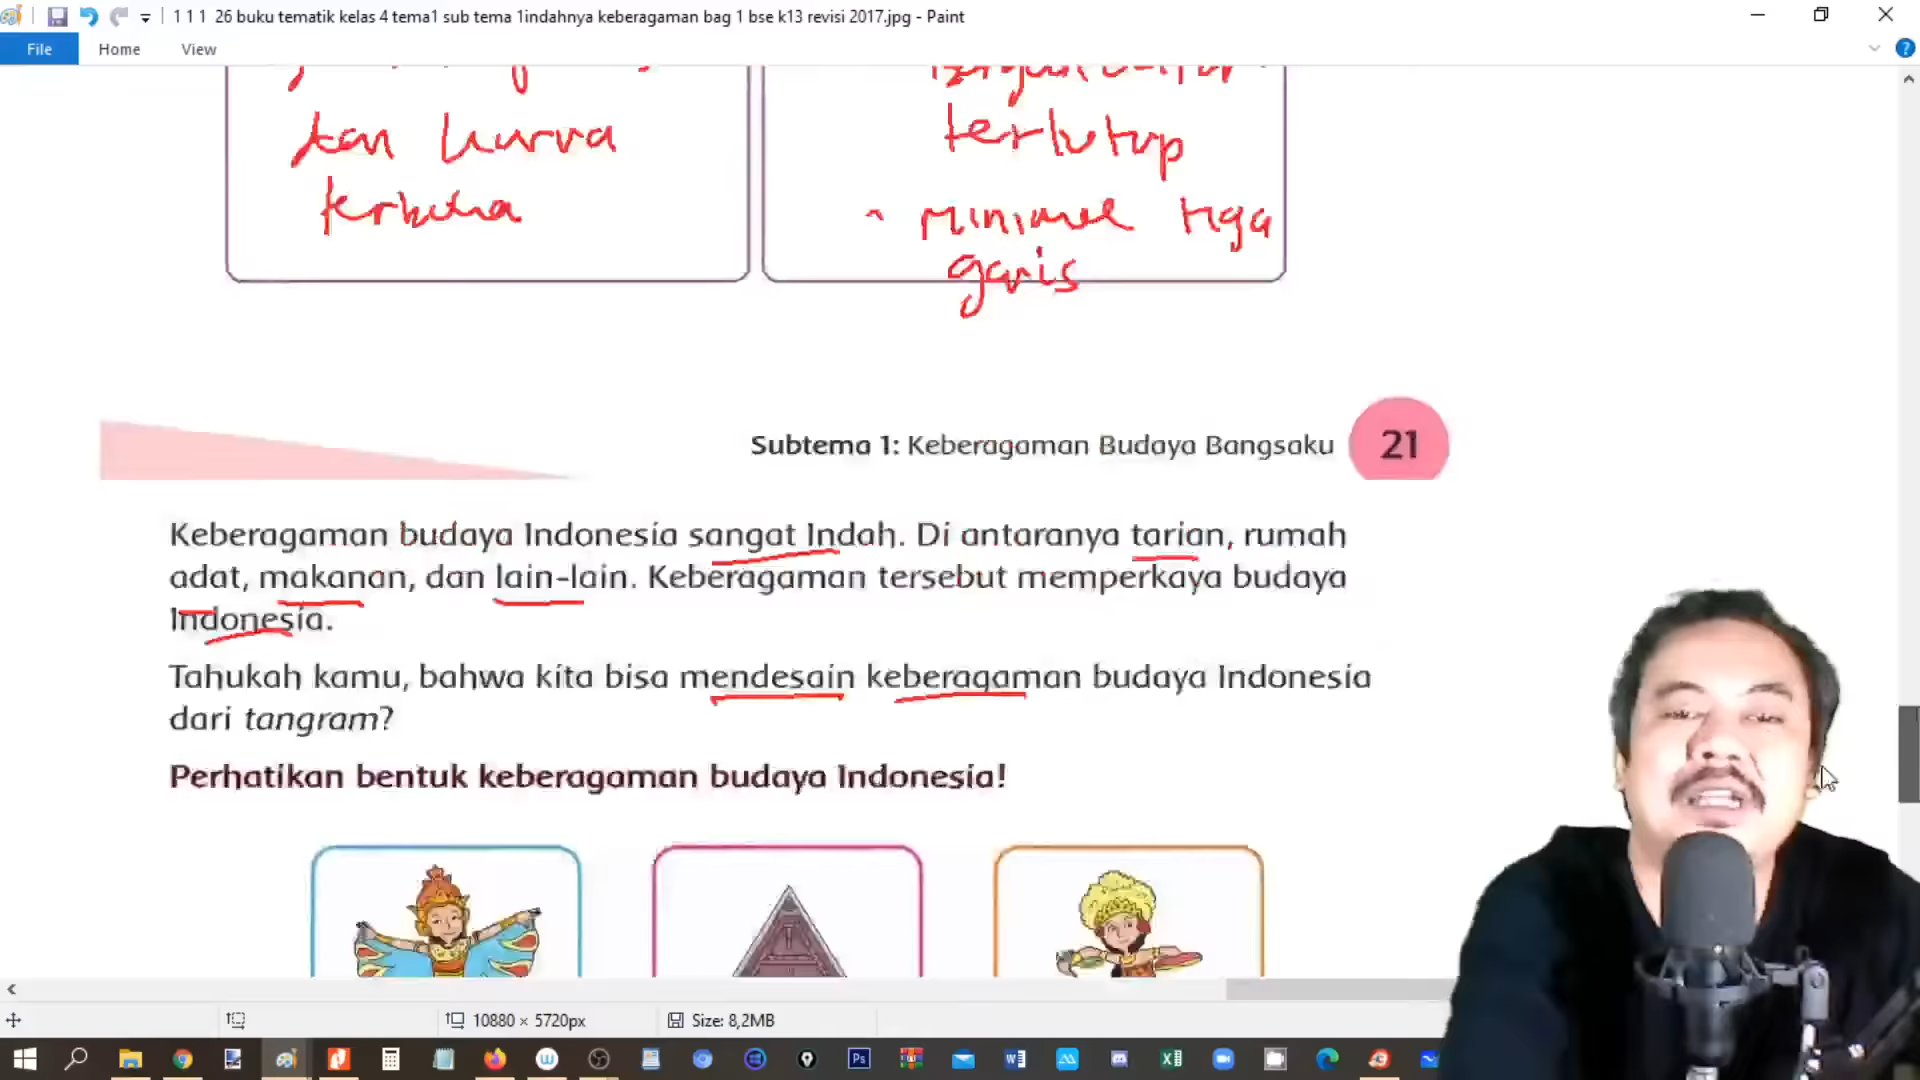 1 1 1 26 buku tematik kelas 4 tema1 sub tema 1indahnya keberagaman bag 1 bse k13 revisi 2017.jpg - Paint
File Home View
dan kurva
terbuka
tertutup
minimal tiga
garis
Subtema 1: Keberagaman Budaya Bangsaku 21
Keberagaman budaya Indonesia sangat Indah. Di antaranya tarian, rumah
adat, makanan, dan lain-lain. Keberagaman tersebut memperkaya budaya
Indonesia.
Tahukah kamu, bahwa kita bisa mendesain keberagaman budaya Indonesia
dari tangram?
Perhatikan bentuk keberagaman budaya Indonesia!
10880 × 5720px Size: 8,2MB